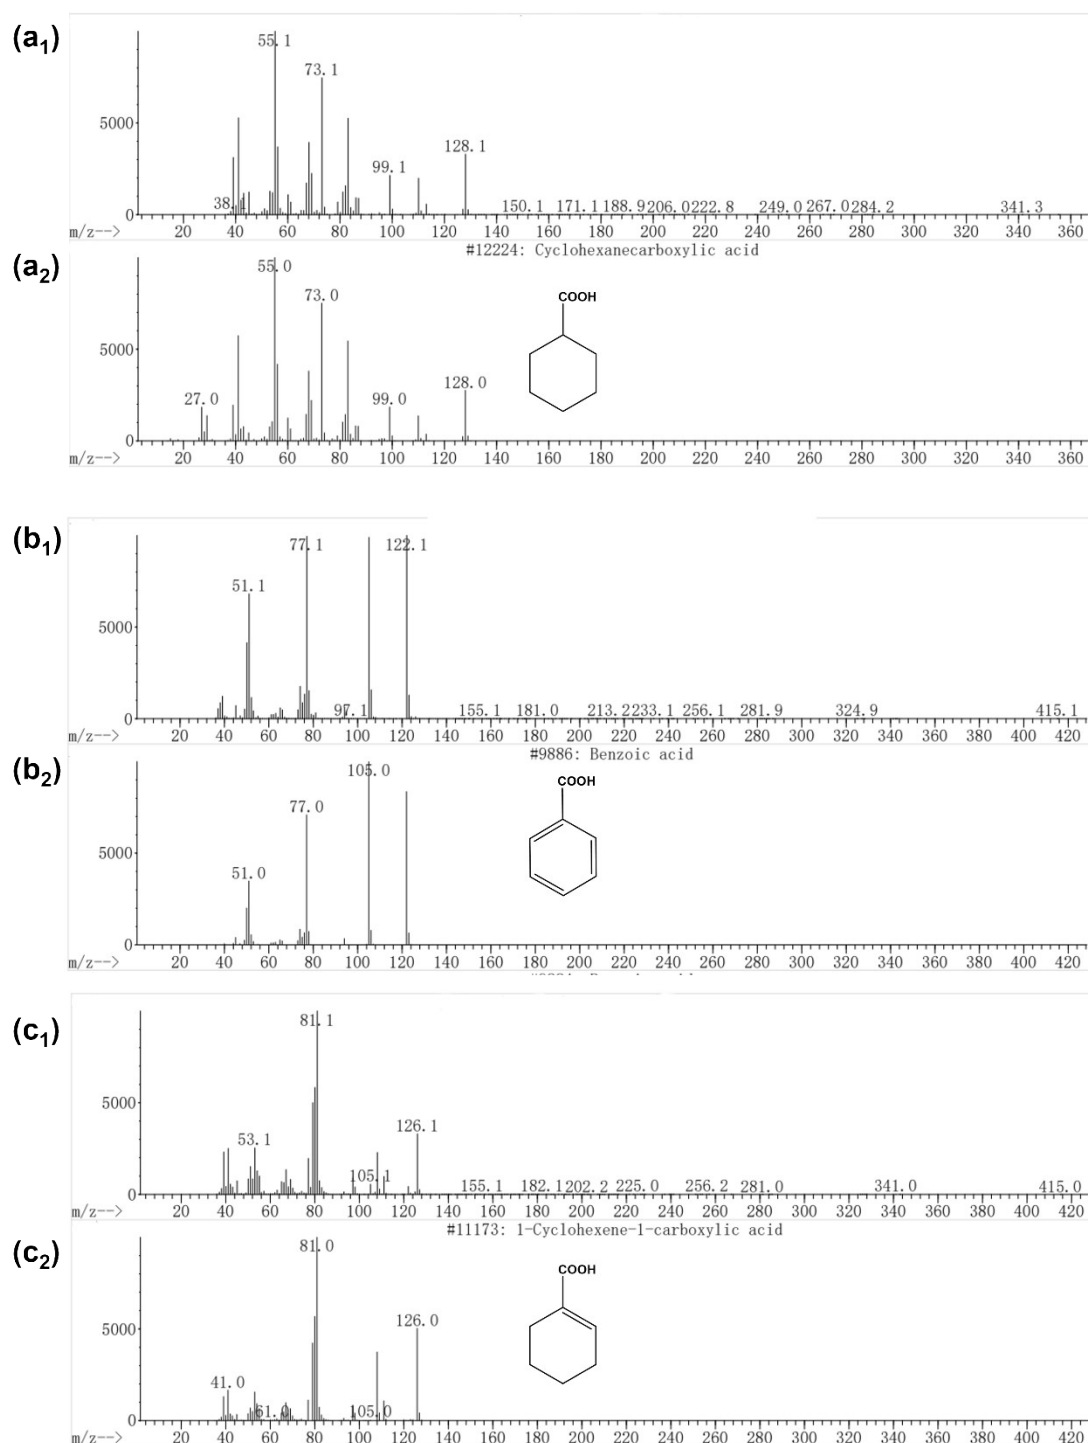 (a1)
55.1
73.1
5000
128.1
99.1
38.1 150.1 171.1 188.9 206.0 222.8 249.0 267.0 284.2 341.3
0
m/z--> 20 40 60 80 100 120 140 160 180 200 220 240 260 280 300 320 340 360
#12224: Cyclohexanecarboxylic acid
(a2)
55.0
73.0
COOH
5000
128.0
27.0 99.0
0
m/z--> 20 40 60 80 100 120 140 160 180 200 220 240 260 280 300 320 340 360
(b1)
77.1 122.1
51.1
5000
97.1 155.1 181.0 213.2 233.1 256.1 281.9 324.9 415.1
0
m/z--> 20 40 60 80 100 120 140 160 180 200 220 240 260 280 300 320 340 360 380 400 420
#9886: Benzoic acid
(b2)
105.0
COOH
77.0
5000
51.0
0
m/z--> 20 40 60 80 100 120 140 160 180 200 220 240 260 280 300 320 340 360 380 400 420
(c1)
81.1
5000
53.1 126.1
105.1 155.1 182.1 202.2 225.0 256.2 281.0 341.0 415.0
0
m/z--> 20 40 60 80 100 120 140 160 180 200 220 240 260 280 300 320 340 360 380 400 420
#11173: 1-Cyclohexene-1-carboxylic acid
(c2)
81.0
COOH
5000
126.0
41.0
61.0 105.0
0
m/z--> 20 40 60 80 100 120 140 160 180 200 220 240 260 280 300 320 340 360 380 400 420